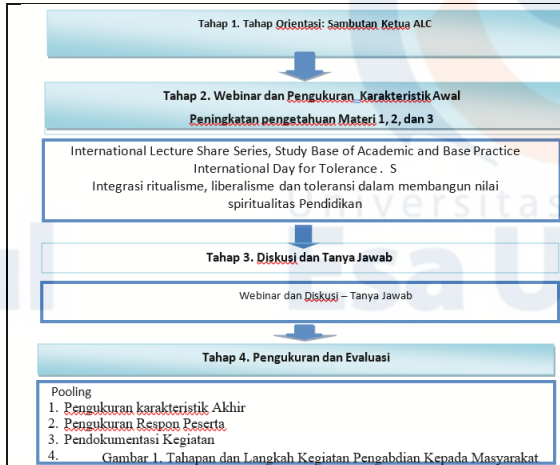 Tahap 1. Tahap Orientasi: Sambutan Ketua ALC
Tahap 2. Webinar dan Pengukuran Karakteristik Awal
Peningkatan pengetahuan Materi 1, 2, dan 3
International Lecture Share Series, Study Base of Academic and Base Practice
International Day for Tolerance . S
Integrasi ritualisme, liberalisme dan toleransi dalam membangun nilai
spiritualitas Pendidikan
Universitas
Esa U
ul
Tahap 3. Diskusi dan Tanya Jawab
Webinar dan Diskusi – Tanya Jawab
Tahap 4. Pengukuran dan Evaluasi
Pooling
1. Pengukuran karakteristik Akhir
2. Pengukuran Respon Peserta
3. Pendokumentasi Kegiatan
4. Gambar 1. Tahapan dan Langkah Kegiatan Pengabdian Kepada Masyarakat